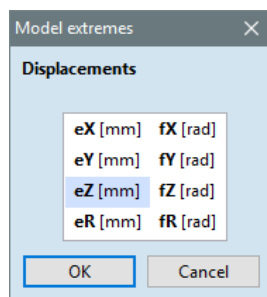 Model extremes
Displacements
eX [mm] fX [rad]
eY [mm] fY [rad]
eZ [mm] fZ [rad]
eR [mm] fR [rad]
OK Cancel